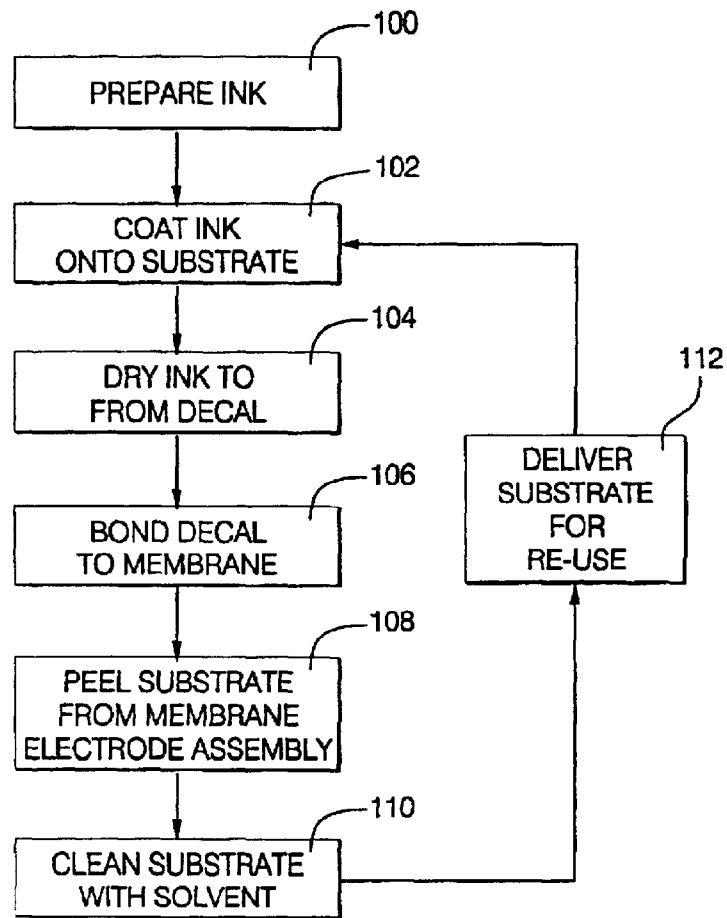 100
PREPARE INK
102
COAT INK
ONTO SUBSTRATE
104
DRY INK TO
FROM DECAL
106
BOND DECAL
TO MEMBRANE
108
PEEL SUBSTRATE
FROM MEMBRANE
ELECTRODE ASSEMBLY
110
CLEAN SUBSTRATE
WITH SOLVENT
112
DELIVER
SUBSTRATE
FOR
RE-USE